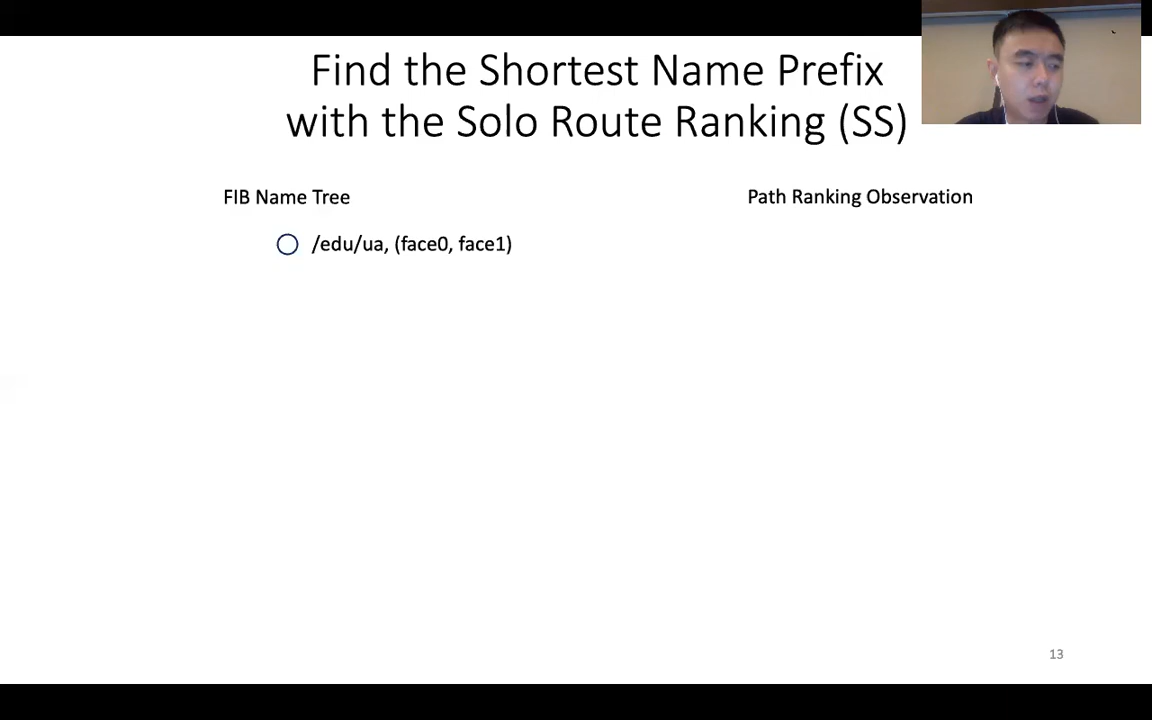 Find the Shortest Name Prefix
with the Solo Route Ranking (SS)
FIB Name Tree
Path Ranking Observation
/edu/ua, (face0, face1)
13